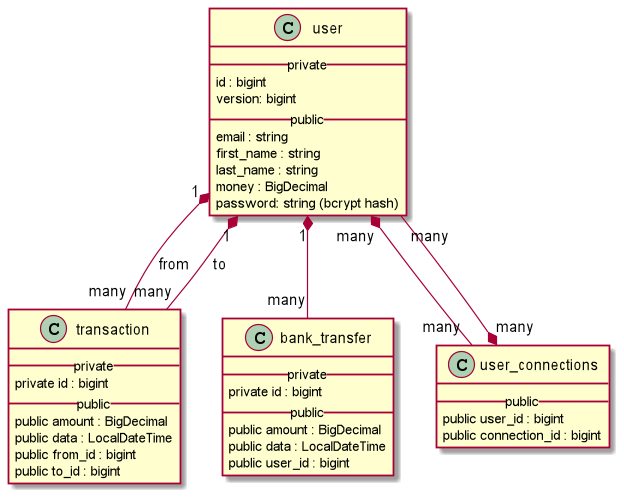 C user
private
id : bigint
version: bigint
public
email : string
first_name : string
last_name : string
money : BigDecimal
password: string (bcrypt hash)
1
1
1
many
many
from
to
many
many
many
many
many
C transaction
private
private id : bigint
public
public amount : BigDecimal
public data : LocalDateTime
public from_id : bigint
public to_id : bigint
C bank_transfer
private
private id : bigint
public
public amount : BigDecimal
public data : LocalDateTime
public user_id : bigint
C user_connections
public
public user_id : bigint
public connection_id : bigint